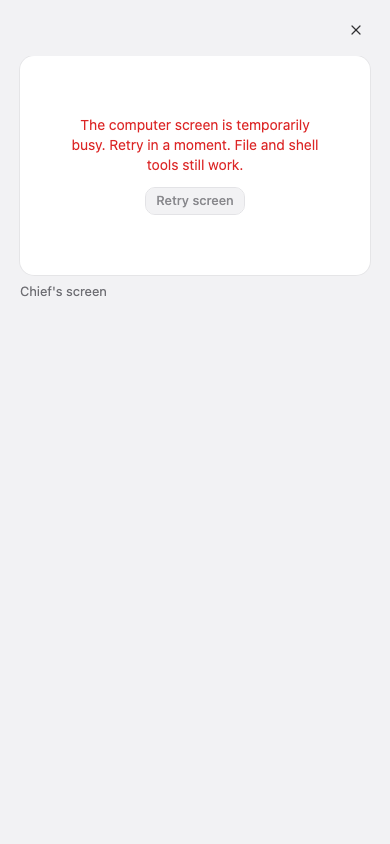 The computer screen is temporarily
busy. Retry in a moment. File and shell
tools still work.
Retry screen
Chief's screen